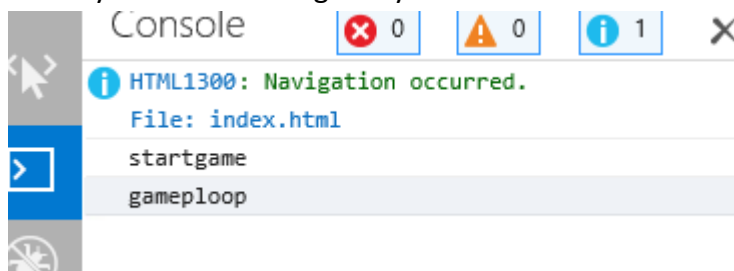 Console 0 0 1
HTML1300: Navigation occurred.
File: index.html
startgame
gameploop